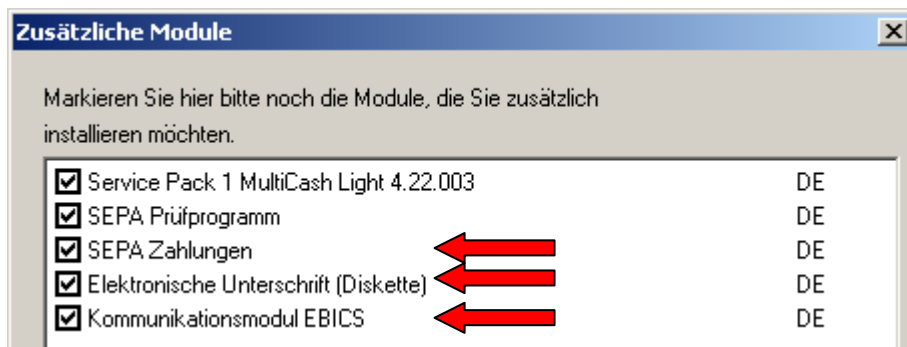 Zusätzliche Module
Markieren Sie hier bitte noch die Module, die Sie zusätzlich
installieren möchten.
Service Pack 1 MultiCash Light 4.22.003 DE
SEPA Prüfprogramm DE
SEPA Zahlungen DE
Elektronische Unterschrift (Diskette) DE
Kommunikationsmodul EBICS DE